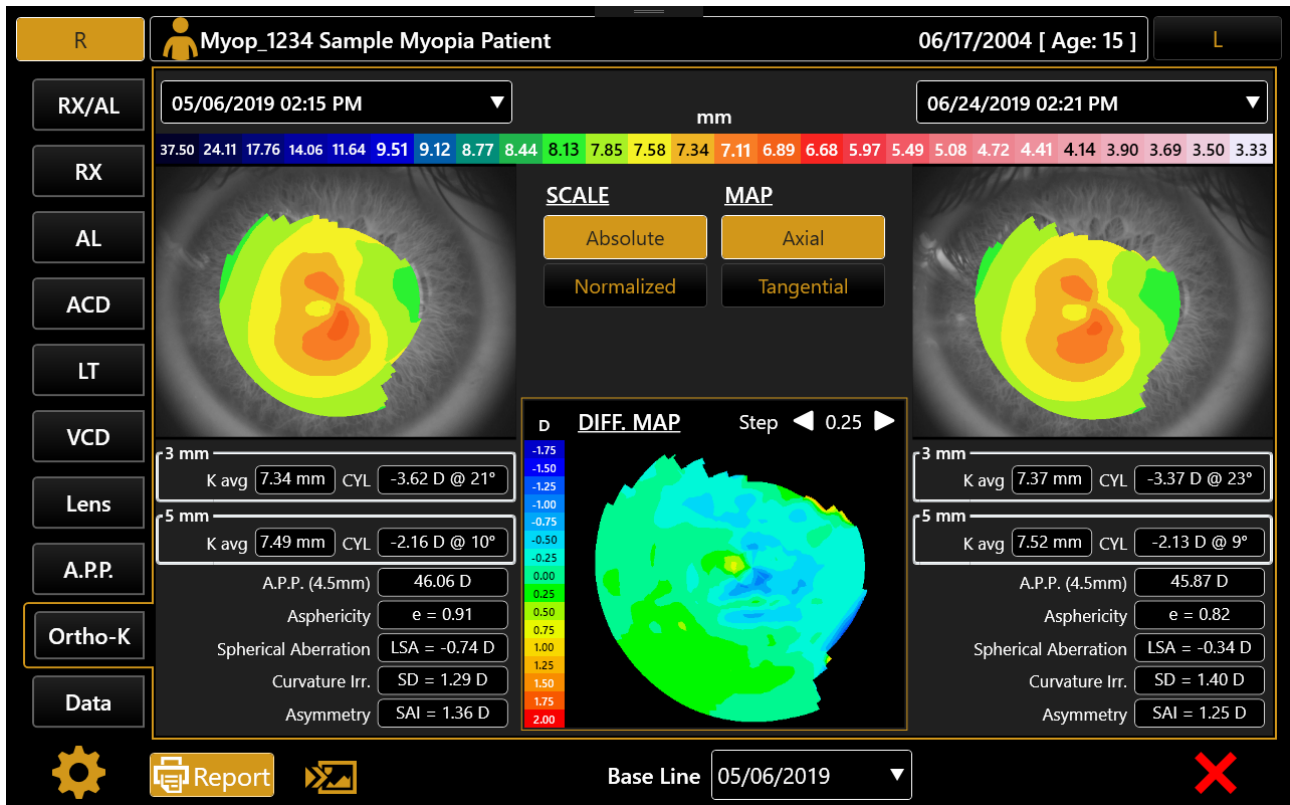 R
Myop_1234 Sample Myopia Patient
06/17/2004 [ Age: 15 ]
L
RX/AL
RX
AL
ACD
LT
VCD
Lens
A.P.P.
Ortho-K
Data
05/06/2019 02:15 PM
mm
06/24/2019 02:21 PM
37.50 24.11 17.76 14.06 11.64 9.51 9.12 8.77 8.44 8.13 7.85 7.58 7.34 7.11 6.89 6.68 5.97 5.49 5.08 4.72 4.41 4.14 3.90 3.69 3.50 3.33
SCALE
MAP
Absolute
Axial
Normalized
Tangential
3 mm
K avg 7.34 mm CYL -3.62 D @ 21°
5 mm
K avg 7.49 mm CYL -2.16 D @ 10°
A.P.P. (4.5mm) 46.06 D
Asphericity e = 0.91
Spherical Aberration LSA = -0.74 D
Curvature Irr. SD = 1.29 D
Asymmetry SAI = 1.36 D
D DIFF. MAP Step 0.25
-1.75
-1.50
-1.25
-1.00
-0.75
-0.50
-0.25
0.00
0.25
0.50
0.75
1.00
1.25
1.50
1.75
2.00
3 mm
K avg 7.37 mm CYL -3.37 D @ 23°
5 mm
K avg 7.52 mm CYL -2.13 D @ 9°
A.P.P. (4.5mm) 45.87 D
Asphericity e = 0.82
Spherical Aberration LSA = -0.34 D
Curvature Irr. SD = 1.40 D
Asymmetry SAI = 1.25 D
Report
Base Line 05/06/2019